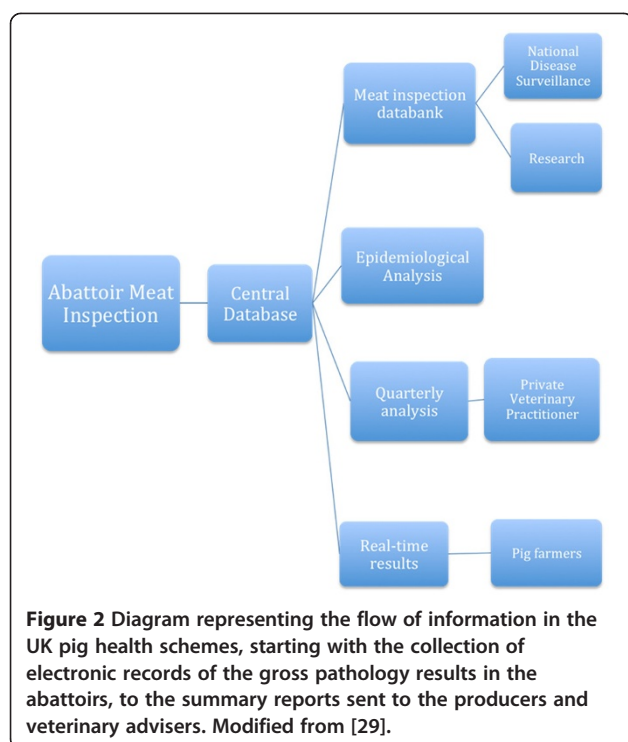 National
Disease
Surveillance
Meat inspection
databank
Research
Epidemiological
Analysis
Abattoir Meat
Inspection
Central
Database
Quarterly
analysis
Private
Veterinary
Practitioner
Real-time
results
Pig farmers
Figure 2 Diagram representing the flow of information in the
UK pig health schemes, starting with the collection of
electronic records of the gross pathology results in the
abattoirs, to the summary reports sent to the producers and
veterinary advisers. Modified from [29].